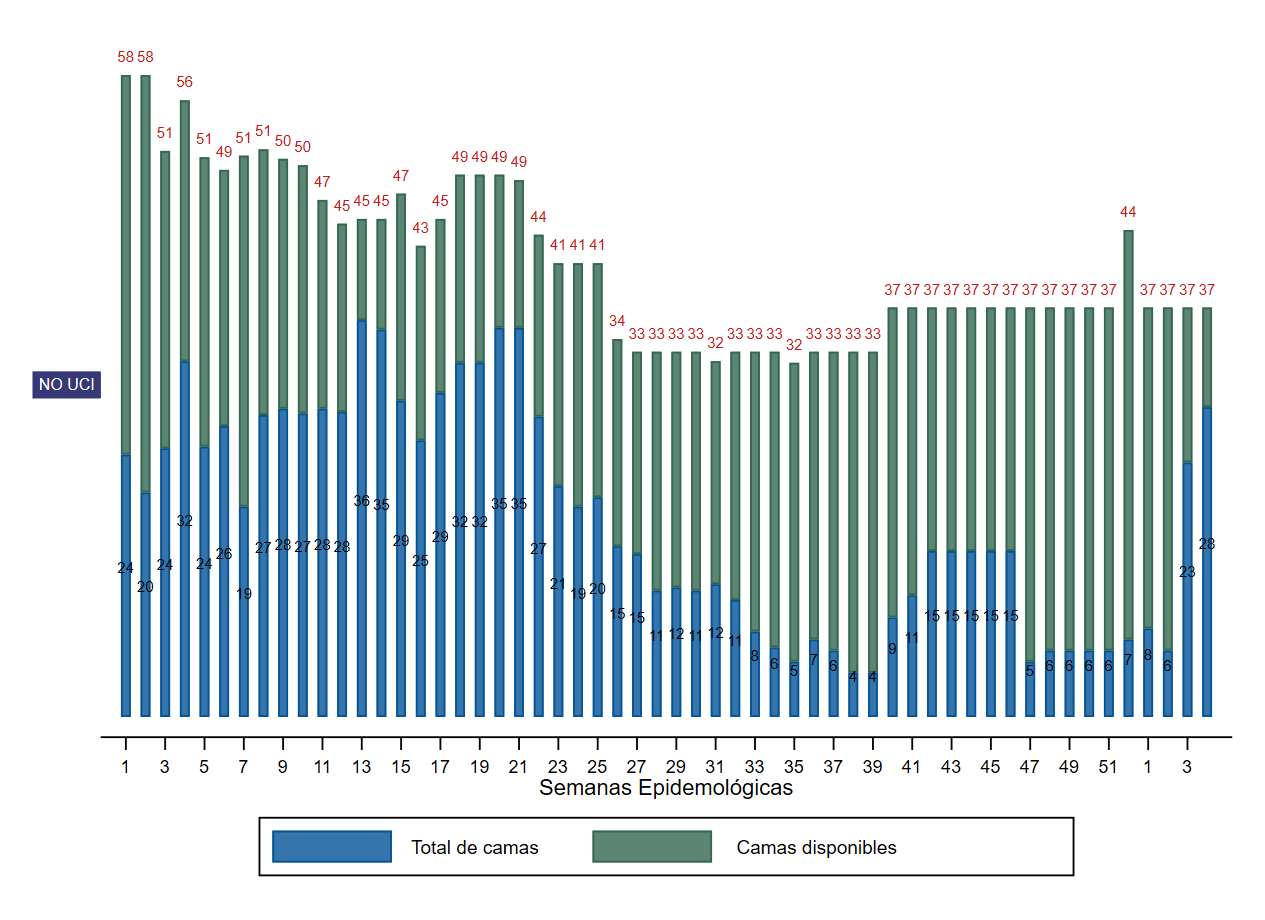 58 58 51 56 51 49 51 51 50 50 47 45 45 45 47 43 45 49 49 49 49 44 41 41 41 34 33 33 33 33 32 33 33 33 32 33 33 33 33 37 37 37 37 37 37 37 37 37 37 37 37 44 37 37 37 37
NO UCI
24 20 24 32 24 26 19 27 28 27 28 28 36 35 29 25 29 32 32 35 35 27 21 19 20 15 15 11 12 11 12 11 8 6 5 7 6 4 4 9 11 15 15 15 15 15 5 6 6 6 6 7 8 6 23 28
1 3 5 7 9 11 13 15 17 19 21 23 25 27 29 31 33 35 37 39 41 43 45 47 49 51 1 3
Semanas Epidemológicas
Total de camas Camas disponibles